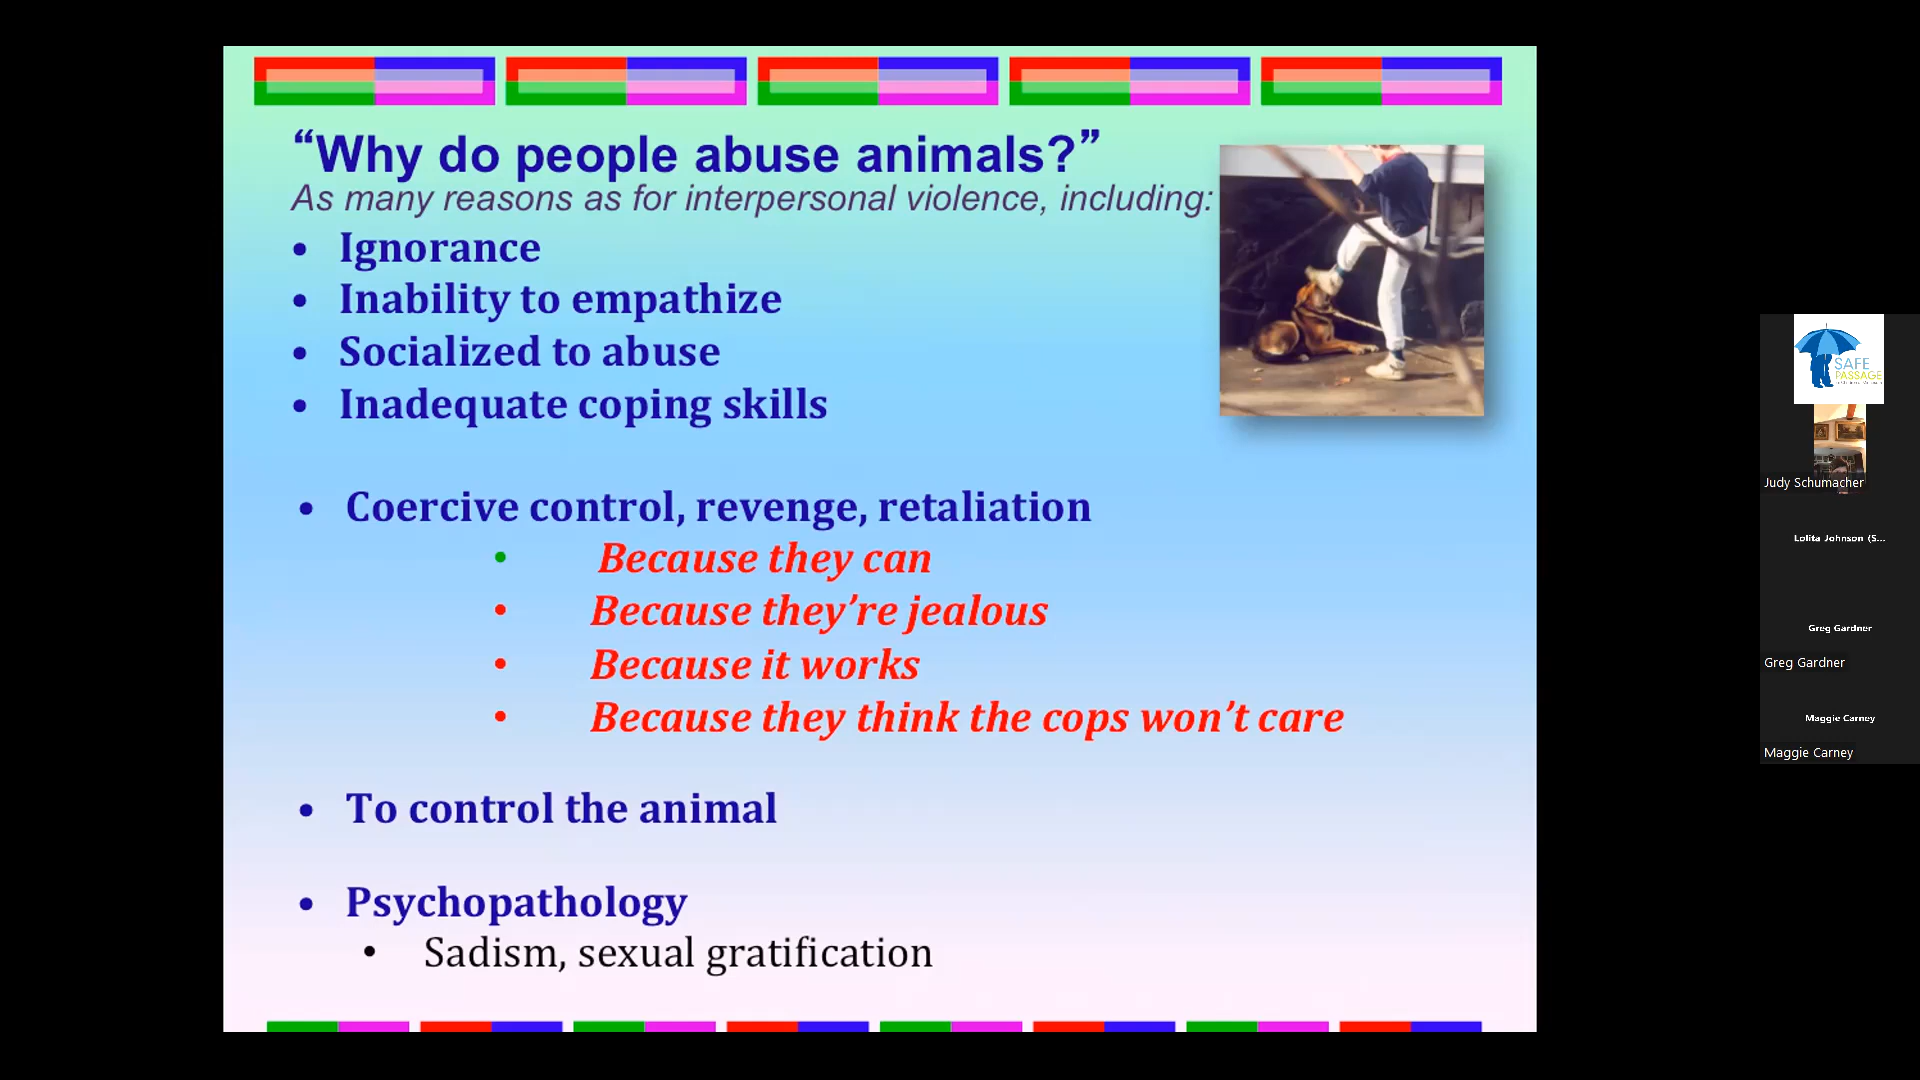 “Why do people abuse animals?”
As many reasons as for interpersonal violence, including:
• Ignorance
• Inability to empathize
• Socialized to abuse
• Inadequate coping skills
• Coercive control, revenge, retaliation
• Because they can
• Because they’re jealous
• Because it works
• Because they think the cops won’t care
• To control the animal
• Psychopathology
• Sadism, sexual gratification
SAFE
PASSAGE
Judy Schumacher
Lolita Johnson (S...
Greg Gardner
Greg Gardner
Maggie Carney
Maggie Carney